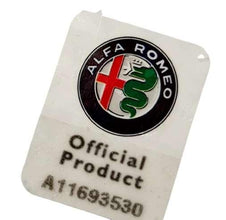 ALFA ROMEO
Official
Product
A11693530